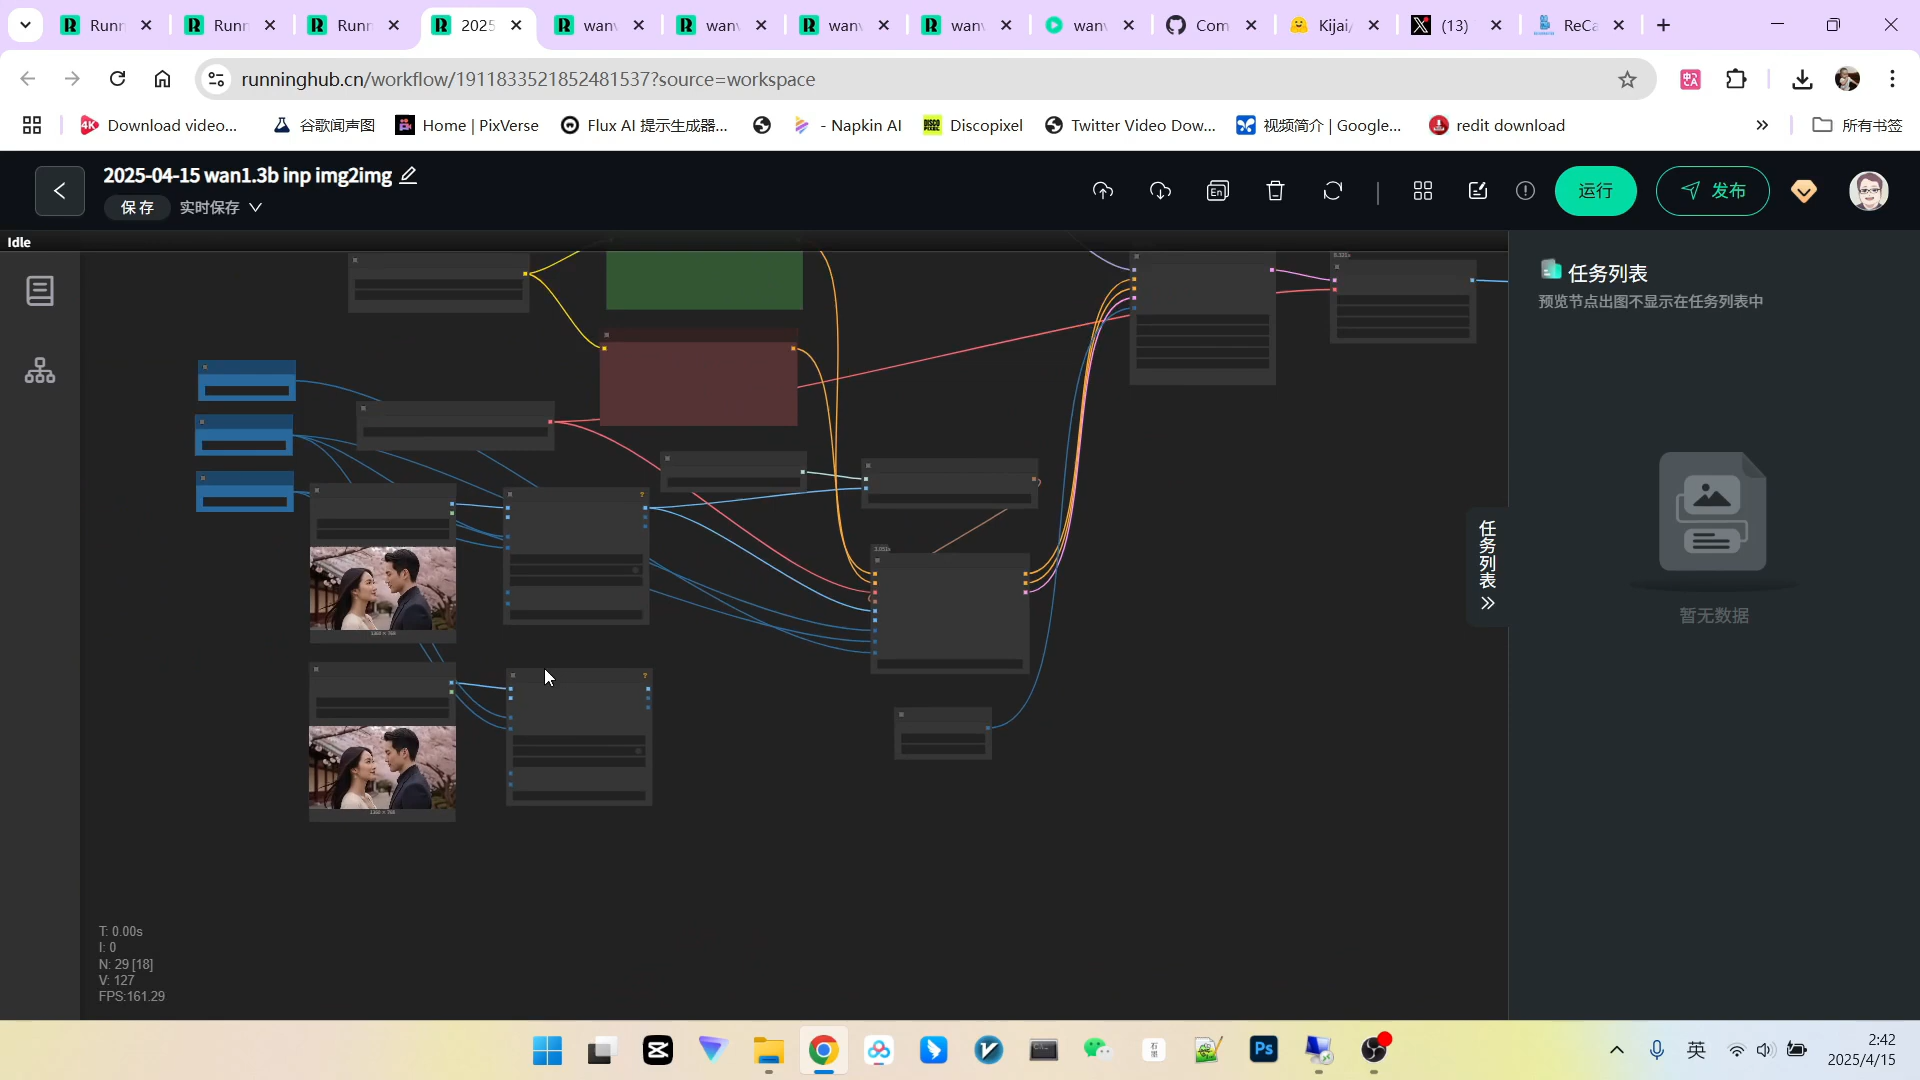 Runn
Runn
Runn
2025
wan
wan
wan
wan
wan
Com
Kijai/
(13)
ReCa
runninghub.cn/workflow/1911833521852481537?source=workspace
Download video...
谷歌闻声图
Home | PixVerse
Flux AI 提示生成器...
- Napkin AI
Discopixel
Twitter Video Dow...
视频简介 | Google...
redit download
所有书签
2025-04-15 wan1.3b inp img2img
保存
实时保存
En
运行
发布
Idle
任务列表
预览节点出图不显示在任务列表中
任务列表
暂无数据
T: 0.00s
I: 0
N: 29 [18]
V: 127
FPS:161.29
英
2:42
2025/4/15